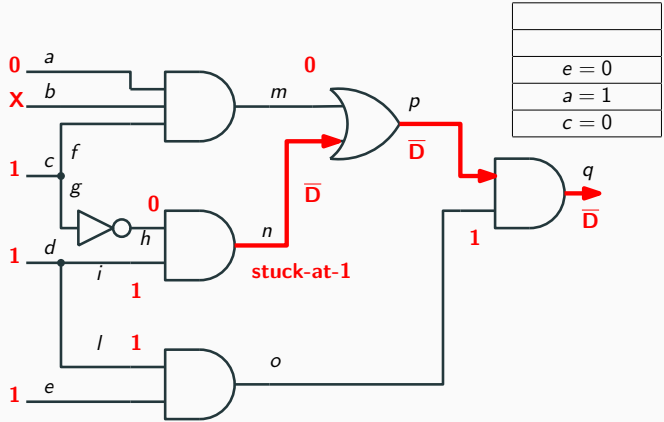 e = 0
a = 1
c = 0
0 a
X b
1 c
f
g
0
h
1 d
i
1
l
1
1 e
m
0
n
D̅
stuck-at-1
o
p
D̅
1
q
D̅